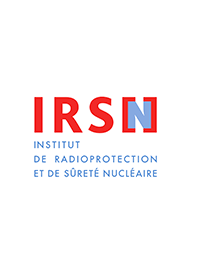 IRSN
INSTITUT
DE RADIOPROTECTION
ET DE SÛRETÉ NUCLÉAIRE